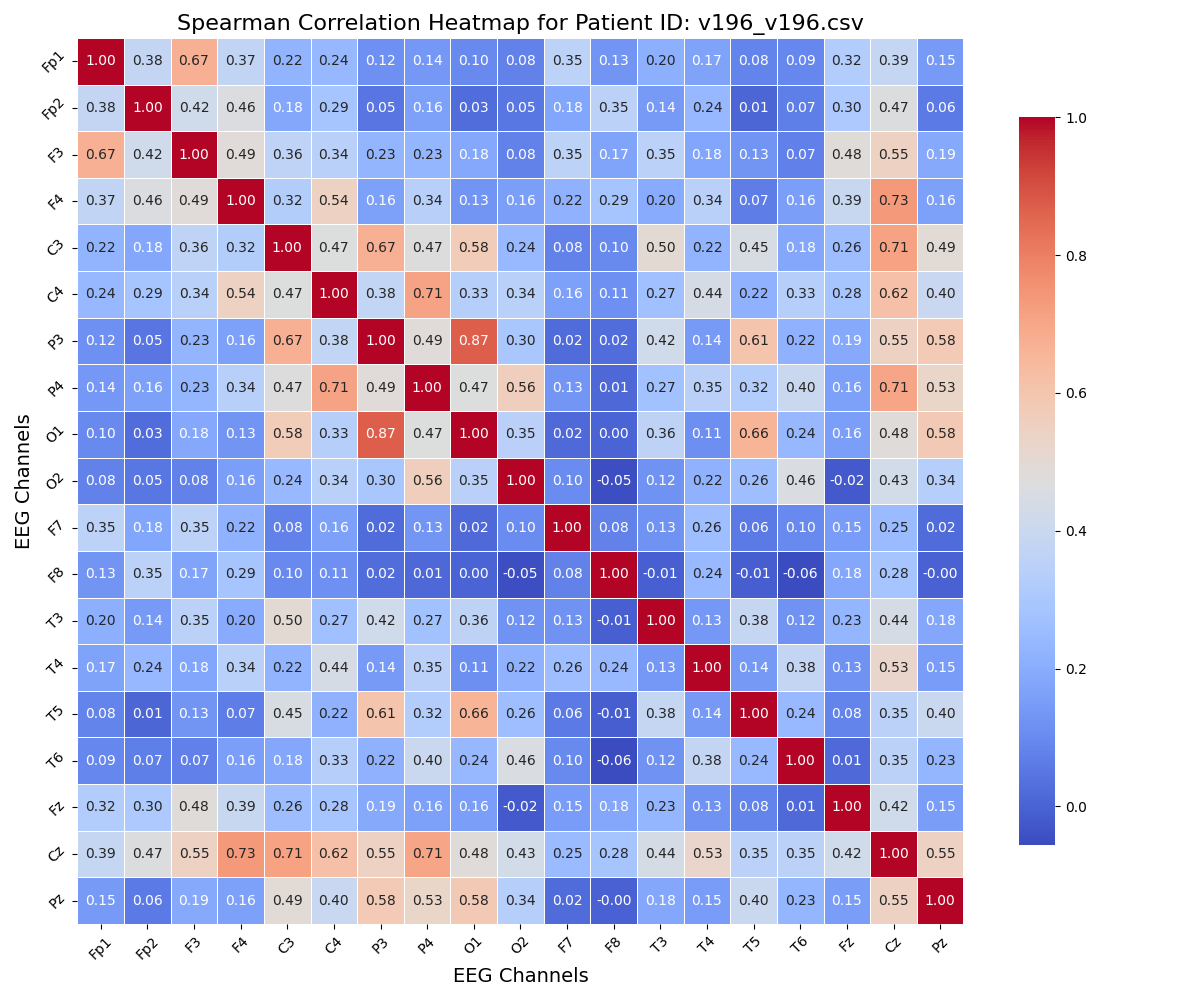 Spearman Correlation Heatmap for Patient ID: v196_v196.csv
Fp1 1.00 0.38 0.67 0.37 0.22 0.24 0.12 0.14 0.10 0.08 0.35 0.13 0.20 0.17 0.08 0.09 0.32 0.39 0.15
Fp2 0.38 1.00 0.42 0.46 0.18 0.29 0.05 0.16 0.03 0.05 0.18 0.35 0.14 0.24 0.01 0.07 0.30 0.47 0.06
F3 0.67 0.42 1.00 0.49 0.36 0.34 0.23 0.23 0.18 0.08 0.35 0.17 0.35 0.18 0.13 0.07 0.48 0.55 0.19
F4 0.37 0.46 0.49 1.00 0.32 0.54 0.16 0.34 0.13 0.16 0.22 0.29 0.20 0.34 0.07 0.16 0.39 0.73 0.16
C3 0.22 0.18 0.36 0.32 1.00 0.47 0.67 0.47 0.58 0.24 0.08 0.10 0.50 0.22 0.45 0.18 0.26 0.71 0.49
C4 0.24 0.29 0.34 0.54 0.47 1.00 0.38 0.71 0.33 0.34 0.16 0.11 0.27 0.44 0.22 0.33 0.28 0.62 0.40
P3 0.12 0.05 0.23 0.16 0.67 0.38 1.00 0.49 0.87 0.30 0.02 0.02 0.42 0.14 0.61 0.22 0.19 0.55 0.58
P4 0.14 0.16 0.23 0.34 0.47 0.71 0.49 1.00 0.47 0.56 0.13 0.01 0.27 0.35 0.32 0.40 0.16 0.71 0.53
O1 0.10 0.03 0.18 0.13 0.58 0.33 0.87 0.47 1.00 0.35 0.02 0.00 0.36 0.11 0.66 0.24 0.16 0.48 0.58
O2 0.08 0.05 0.08 0.16 0.24 0.34 0.30 0.56 0.35 1.00 0.10 -0.05 0.12 0.22 0.26 0.46 -0.02 0.43 0.34
F7 0.35 0.18 0.35 0.22 0.08 0.16 0.02 0.13 0.02 0.10 1.00 0.08 0.13 0.26 0.06 0.10 0.15 0.25 0.02
F8 0.13 0.35 0.17 0.29 0.10 0.11 0.02 0.01 0.00 -0.05 0.08 1.00 -0.01 0.24 -0.01 -0.06 0.18 0.28 -0.00
T3 0.20 0.14 0.35 0.20 0.50 0.27 0.42 0.27 0.36 0.12 0.13 -0.01 1.00 0.13 0.38 0.12 0.23 0.44 0.18
T4 0.17 0.24 0.18 0.34 0.22 0.44 0.14 0.35 0.11 0.22 0.26 0.24 0.13 1.00 0.14 0.38 0.13 0.53 0.15
T5 0.08 0.01 0.13 0.07 0.45 0.22 0.61 0.32 0.66 0.26 0.06 -0.01 0.38 0.14 1.00 0.24 0.08 0.35 0.40
T6 0.09 0.07 0.07 0.16 0.18 0.33 0.22 0.40 0.24 0.46 0.10 -0.06 0.12 0.38 0.24 1.00 0.01 0.35 0.23
Fz 0.32 0.30 0.48 0.39 0.26 0.28 0.19 0.16 0.16 -0.02 0.15 0.18 0.23 0.13 0.08 0.01 1.00 0.42 0.15
Cz 0.39 0.47 0.55 0.73 0.71 0.62 0.55 0.71 0.48 0.43 0.25 0.28 0.44 0.53 0.35 0.35 0.42 1.00 0.55
Pz 0.15 0.06 0.19 0.16 0.49 0.40 0.58 0.53 0.58 0.34 0.02 -0.00 0.18 0.15 0.40 0.23 0.15 0.55 1.00
Fp1 Fp2 F3 F4 C3 C4 P3 P4 O1 O2 F7 F8 T3 T4 T5 T6 Fz Cz Pz
EEG Channels
EEG Channels
1.0
0.8
0.6
0.4
0.2
0.0